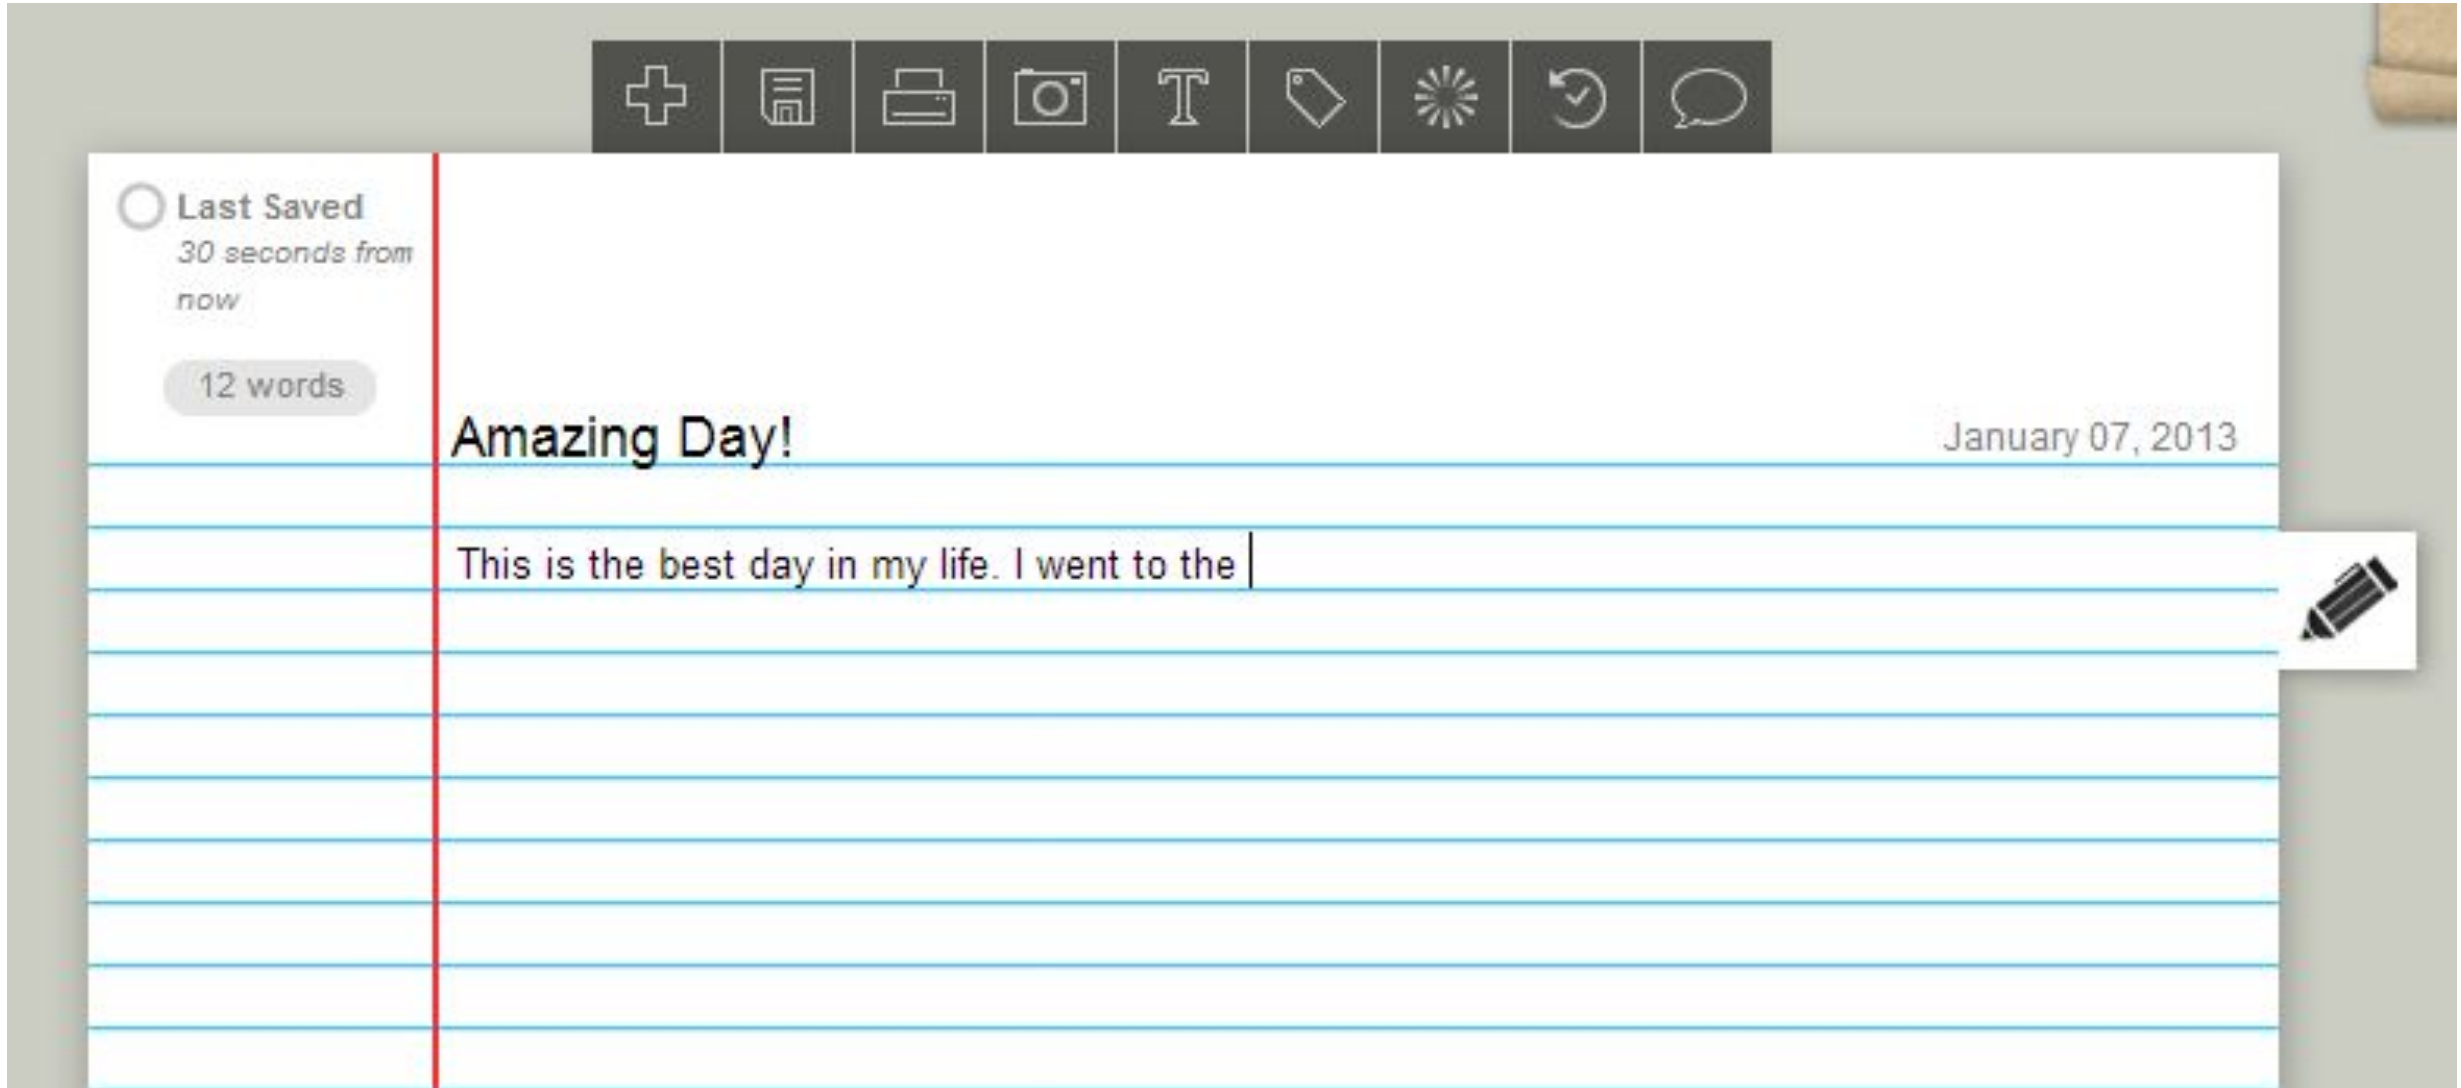 Last Saved
30 seconds from
now
12 words
Amazing Day!
January 07, 2013
This is the best day in my life. I went to the